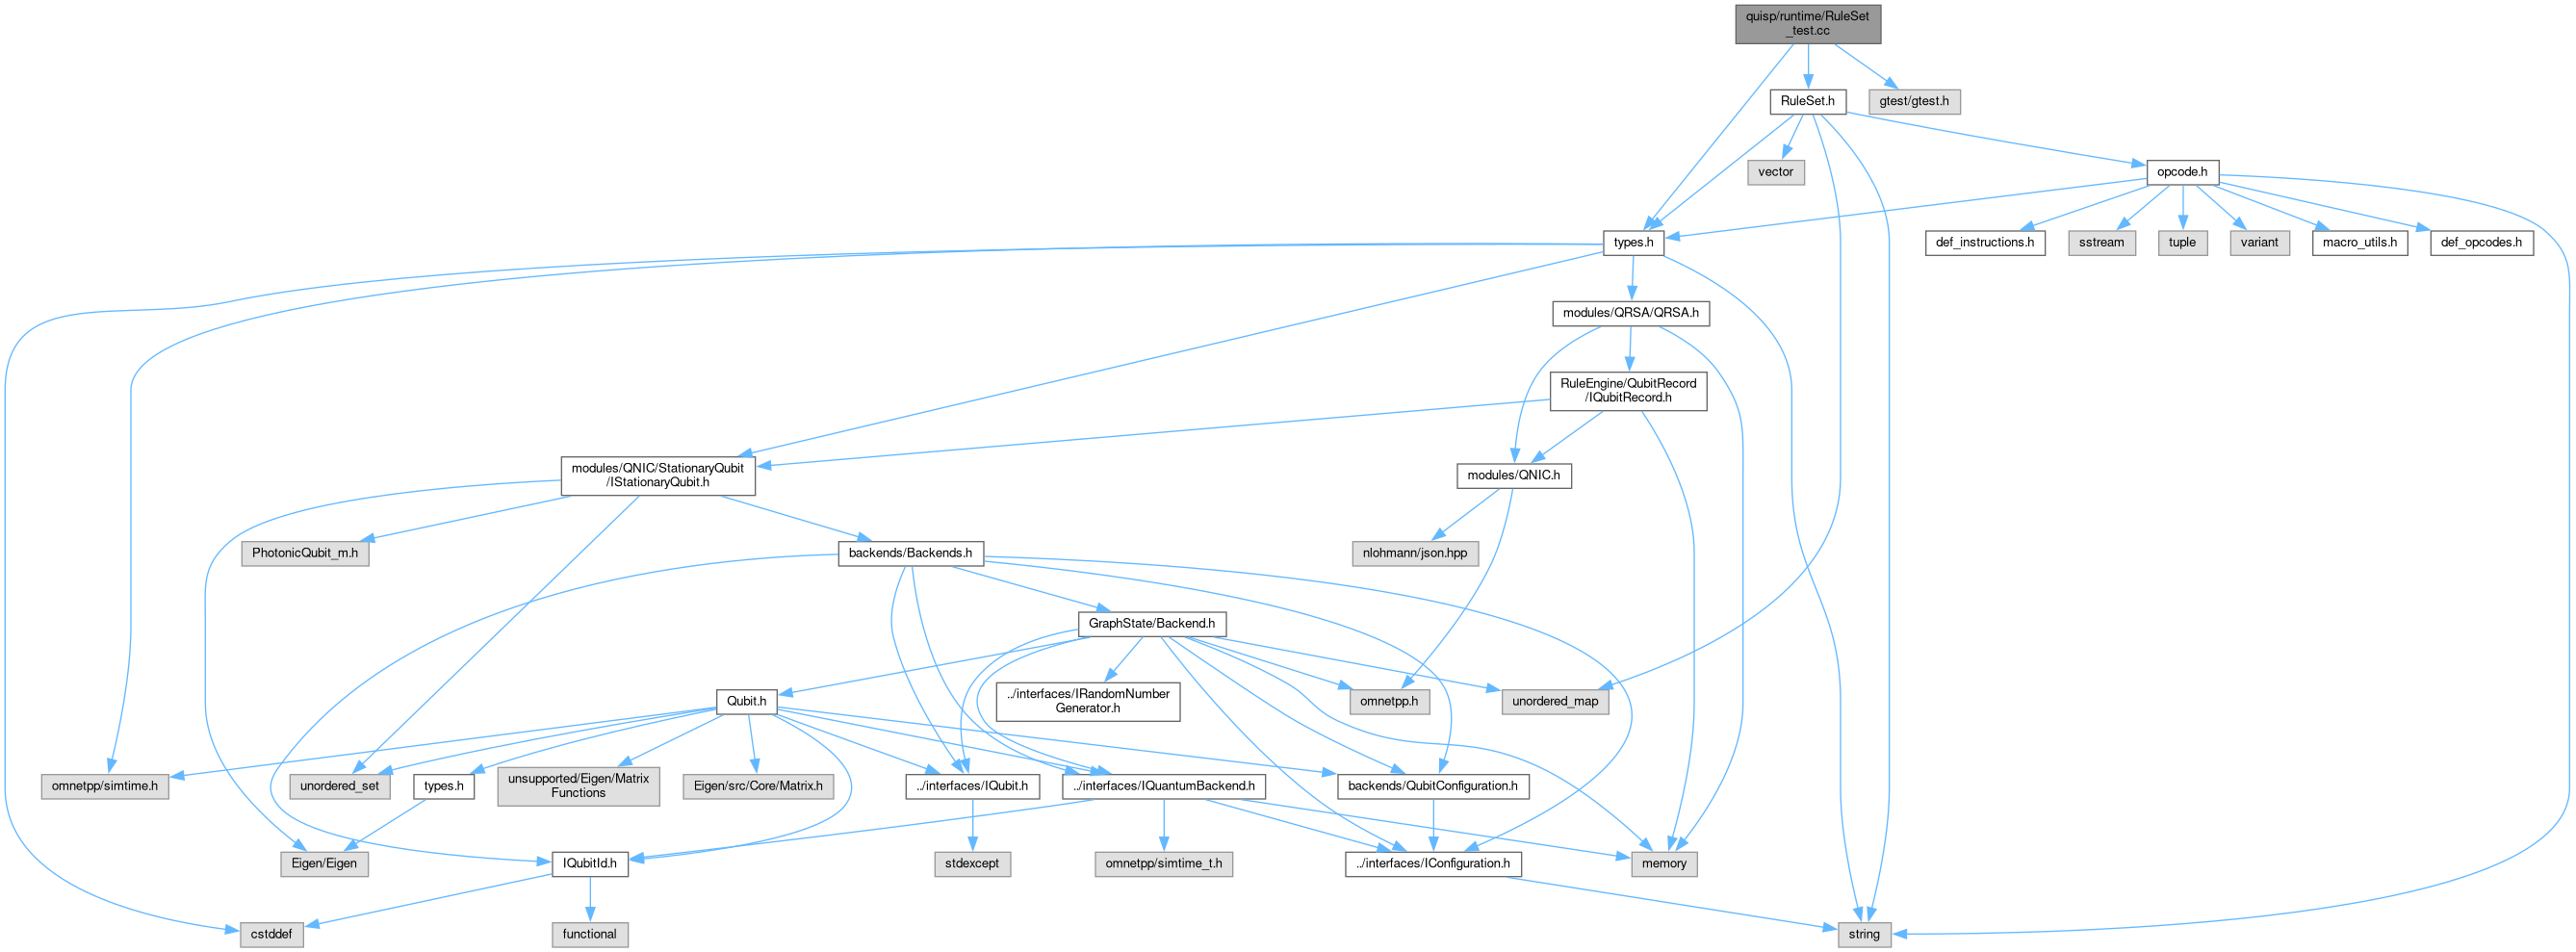 quisp/runtime/RuleSet
_test.cc
RuleSet.h
gtest/gtest.h
vector
opcode.h
types.h
def_instructions.h
sstream
tuple
variant
macro_utils.h
def_opcodes.h
modules/QRSA/QRSA.h
RuleEngine/QubitRecord
/IQubitRecord.h
modules/QNIC/StationaryQubit
/IStationaryQubit.h
modules/QNIC.h
PhotonicQubit_m.h
backends/Backends.h
nlohmann/json.hpp
GraphState/Backend.h
Qubit.h
../interfaces/IRandomNumber
Generator.h
omnetpp.h
unordered_map
omnetpp/simtime.h
unordered_set
types.h
unsupported/Eigen/Matrix
Functions
Eigen/src/Core/Matrix.h
../interfaces/IQubit.h
../interfaces/IQuantumBackend.h
backends/QubitConfiguration.h
Eigen/Eigen
IQubitId.h
stdexcept
omnetpp/simtime_t.h
../interfaces/IConfiguration.h
memory
cstddef
functional
string